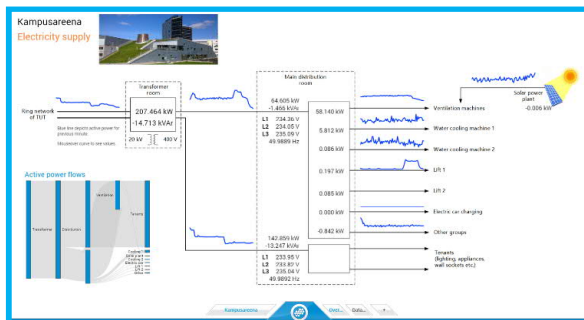 Kampusareena
Electricity supply
Transformer
room
Main distribution
room
Solar power
plant
-0.006 kW
Ring network
of TUT
207.464 kW
-14.713 kVAr
20 kV
400 V
Blue line depicts active power for
previous minute.
Mouseover curve to see values.
64.605 kW
-1.466 kVAr
L1 234.36 V
L2 234.05 V
L3 235.09 V
49.9889 Hz
58.140 kW
Ventilation machines
5.812 kW
Water cooling machine 1
0.086 kW
Water cooling machine 2
0.197 kW
Lift 1
0.085 kW
Lift 2
0.000 kW
Electric car charging
-0.842 kW
Other groups
142.859 kW
-13.247 kVAr
L1 233.95 V
L2 233.82 V
L3 235.04 V
49.9892 Hz
Tenants
(lighting, appliances,
wall sockets etc.)
Active power flows
Transformer
Distribution
Ventilation
Tenants
Kampusareena
Over...
Data...
+